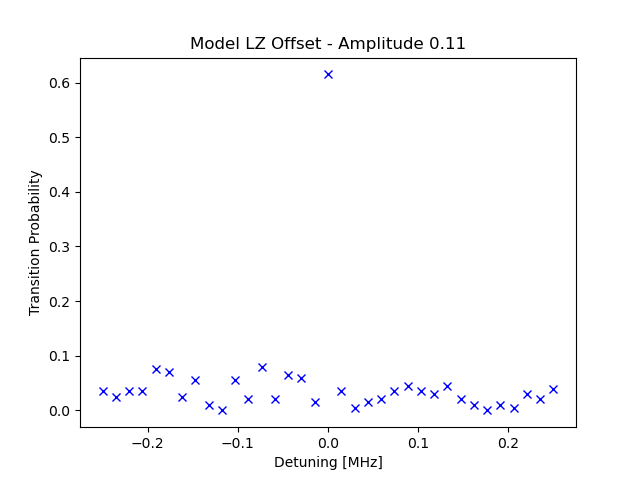 Model LZ Offset - Amplitude 0.11
Transition Probability
0.6
0.5
0.4
0.3
0.2
0.1
0.0
−0.2 −0.1 0.0 0.1 0.2
Detuning [MHz]